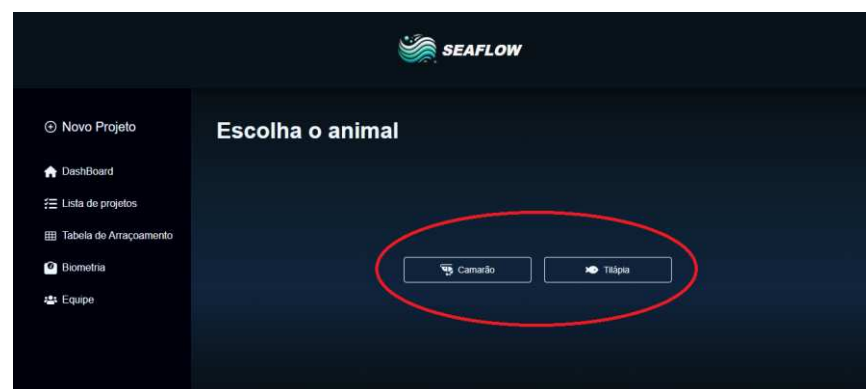 SEAFLOW
Novo Projeto
DashBoard
Lista de projetos
Tabela de Arraçoamento
Biometria
Equipe
Escolha o animal
Camarão
Tilápia